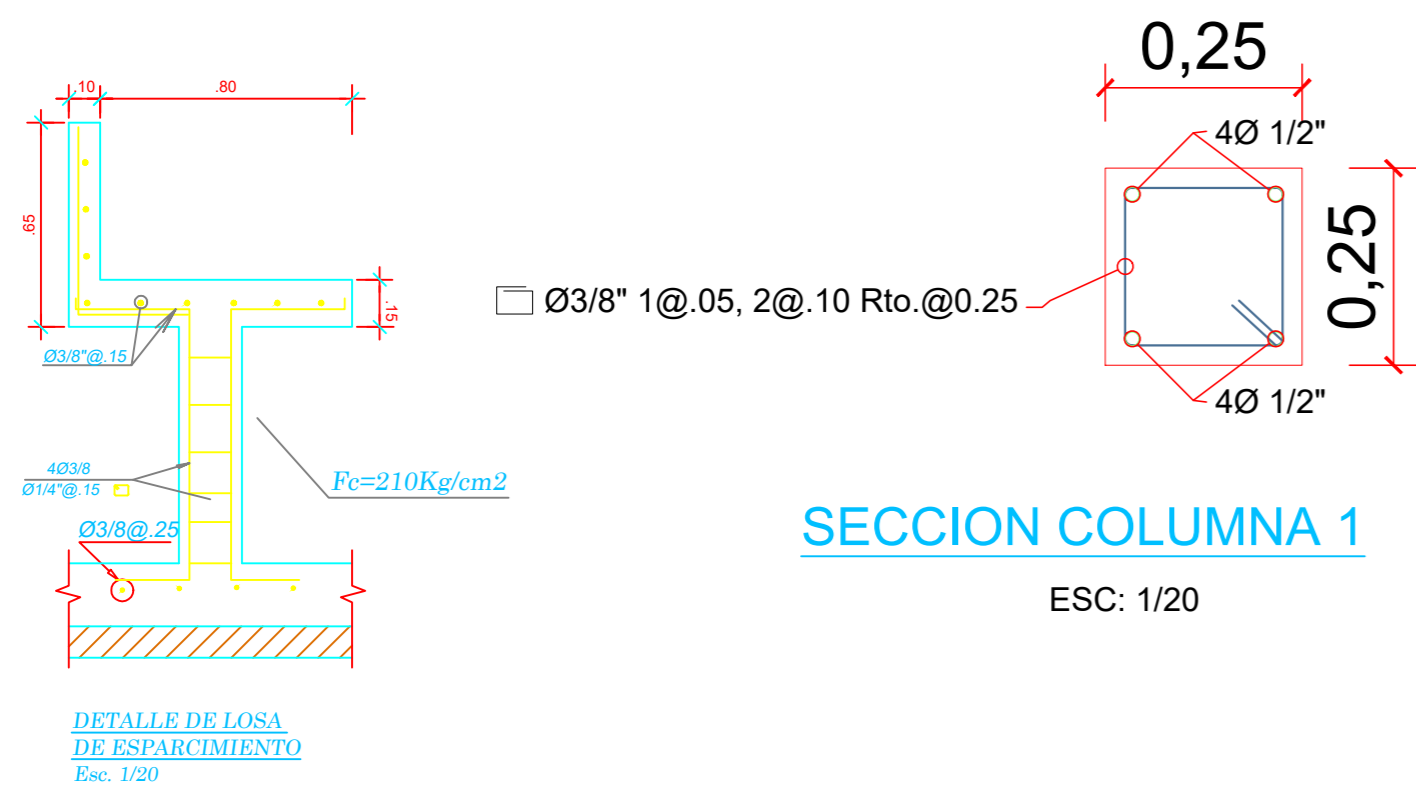 .10
.80
.65
.15
Ø3/8"@.15
4Ø3/8
Ø1/4"@.15
Ø3/8@.25
Fc=210Kg/cm2
DETALLE DE LOSA
DE ESPARCIMIENTO
Esc. 1/20
0,25
4Ø 1/2"
0,25
Ø3/8" 1@.05, 2@.10 Rto.@0.25
4Ø 1/2"
SECCION COLUMNA 1
ESC: 1/20